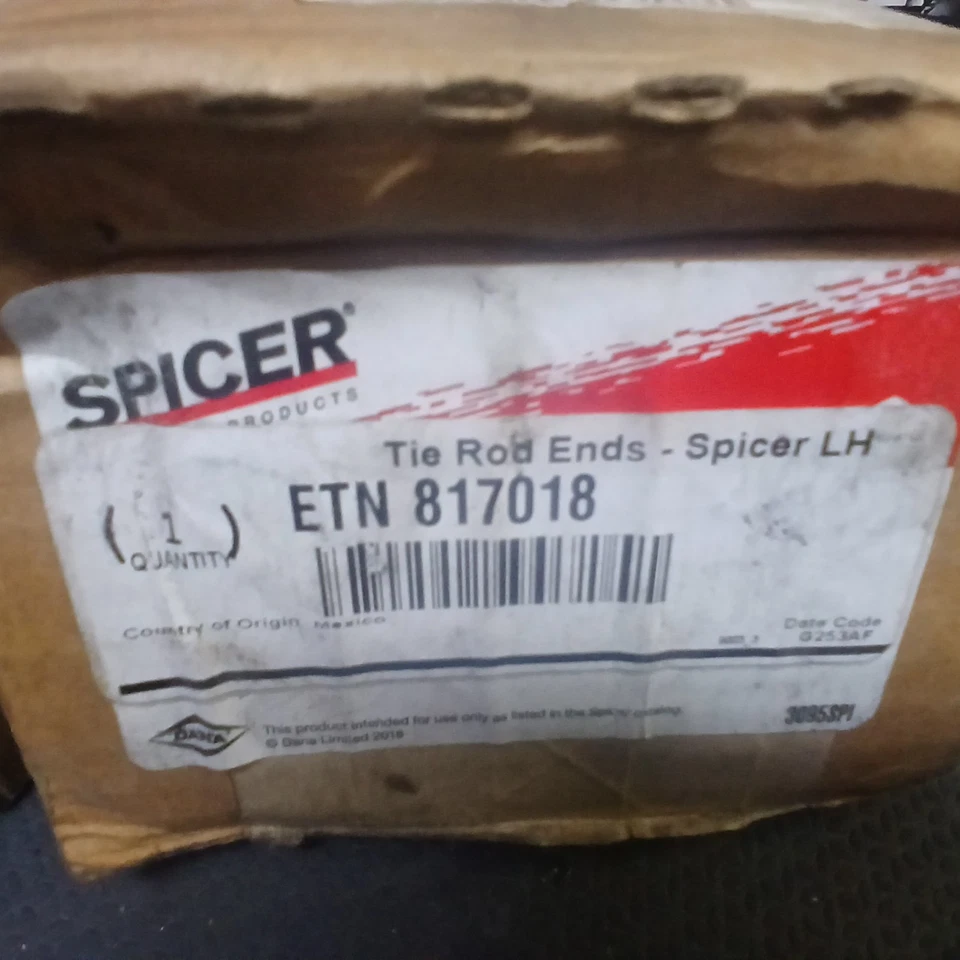 SPICER®
PRODUCTS
Tie Rod Ends - Spicer LH
ETN 817018
( 1 )
QUANTITY
Country of Origin Mexico
Date Code
G253AF
DANA
This product intended for use only as listed in the Spicer catalog.
© Dana Limited 2018
3095SPI